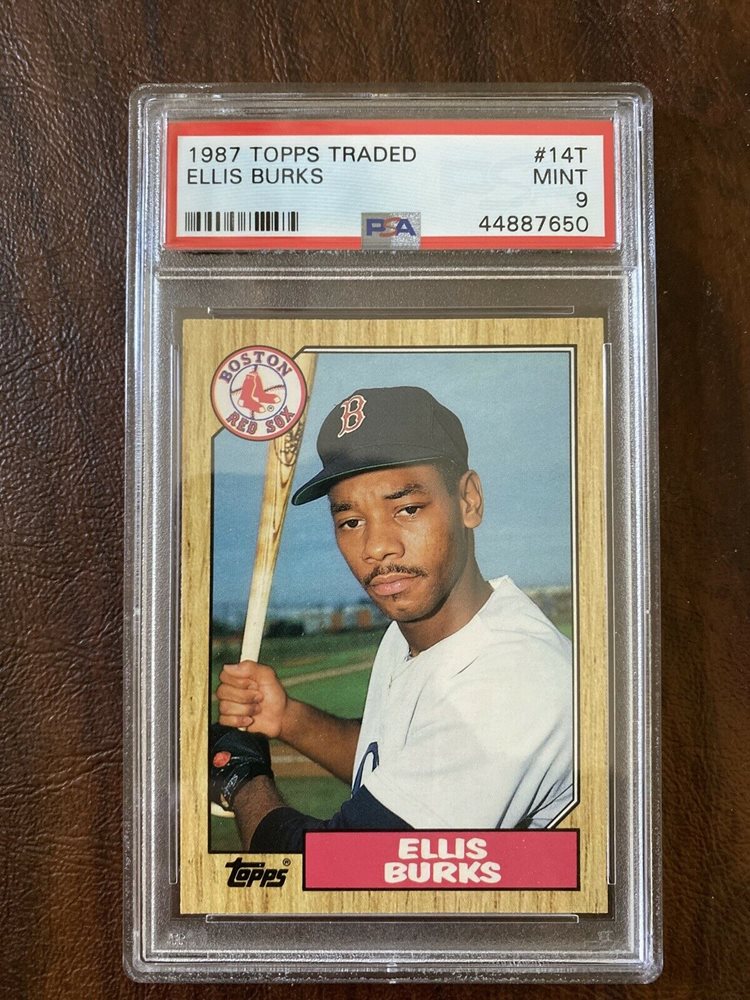 1987 TOPPS TRADED #14T
ELLIS BURKS MINT
9
PSA 44887650
BOSTON
RED SOX
®
B
ELLIS
BURKS
topps®